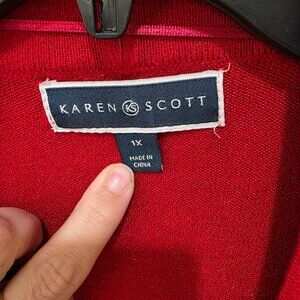 KAREN KS SCOTT
1X
MADE IN
CHINA